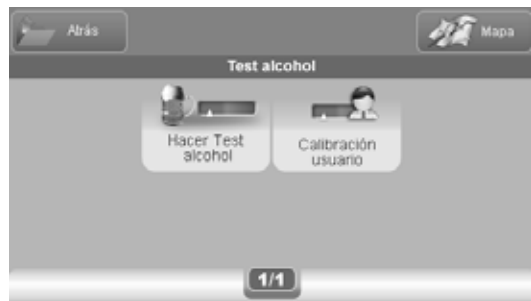 Atrás
Mapa
Test alcohol
Hacer Test
alcohol
Calibración
usuario
1/1